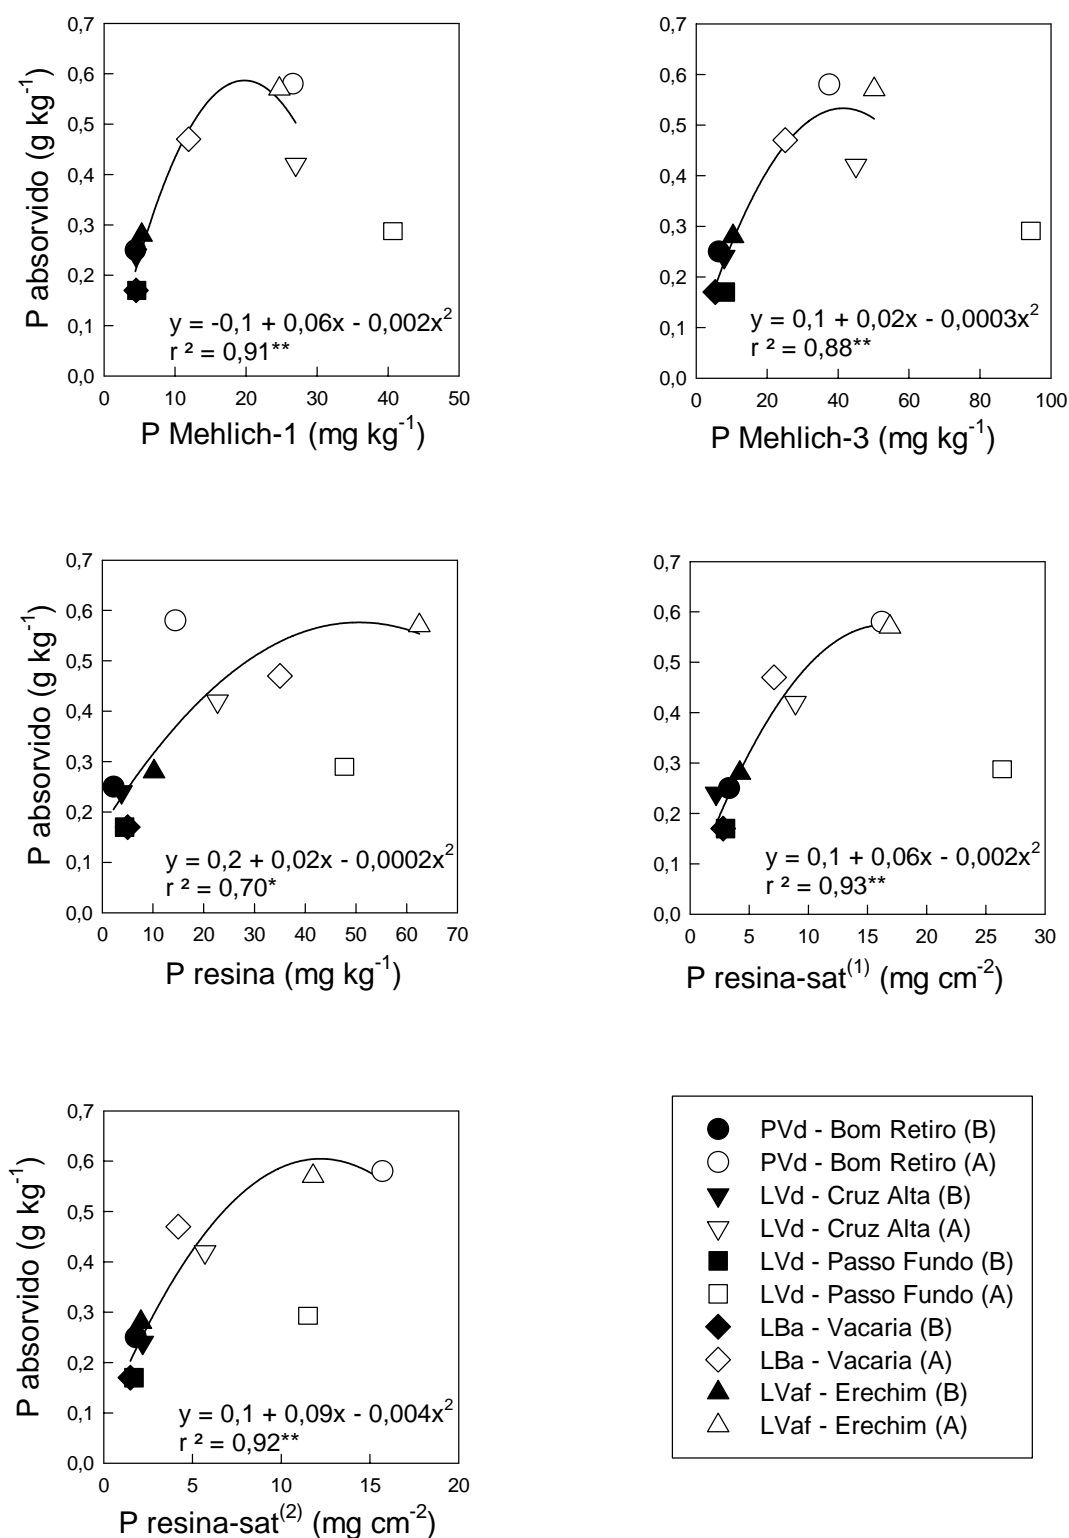 0,7
0,6
0,5
0,4
0,3
0,2
0,1
0,0
P absorvido (g kg-1)
y = -0,1 + 0,06x - 0,002x2
r ² = 0,91**
0 10 20 30 40 50
P Mehlich-1 (mg kg-1)
0,7
0,6
0,5
0,4
0,3
0,2
0,1
0,0
y = 0,1 + 0,02x - 0,0003x2
r ² = 0,88**
0 20 40 60 80 100
P Mehlich-3 (mg kg-1)
0,7
0,6
0,5
0,4
0,3
0,2
0,1
0,0
P absorvido (g kg-1)
y = 0,2 + 0,02x - 0,0002x2
r ² = 0,70*
0 10 20 30 40 50 60 70
P resina (mg kg-1)
0,7
0,6
0,5
0,4
0,3
0,2
0,1
0,0
y = 0,1 + 0,06x - 0,002x2
r ² = 0,93**
0 5 10 15 20 25 30
P resina-sat(1) (mg cm-2)
0,7
0,6
0,5
0,4
0,3
0,2
0,1
0,0
P absorvido (g kg-1)
y = 0,1 + 0,09x - 0,004x2
r ² = 0,92**
0 5 10 15 20
P resina-sat(2) (mg cm-2)
PVd - Bom Retiro (B)
PVd - Bom Retiro (A)
LVd - Cruz Alta (B)
LVd - Cruz Alta (A)
LVd - Passo Fundo (B)
LVd - Passo Fundo (A)
LBa - Vacaria (B)
LBa - Vacaria (A)
LVaf - Erechim (B)
LVaf - Erechim (A)